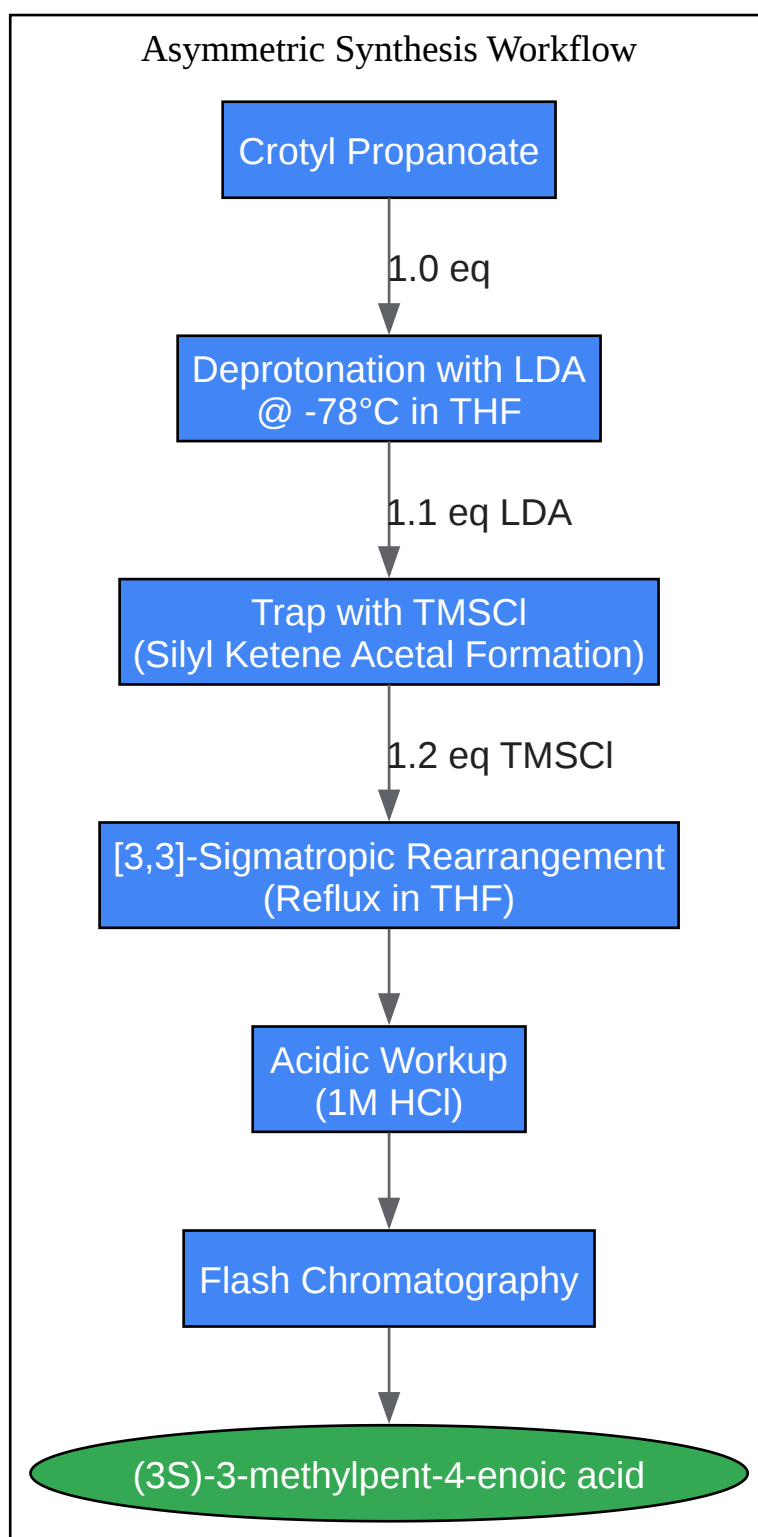 Asymmetric Synthesis Workflow
Crotyl Propanoate
1.0 eq
Deprotonation with LDA
@ -78°C in THF
1.1 eq LDA
Trap with TMSCl
(Silyl Ketene Acetal Formation)
1.2 eq TMSCl
[3,3]-Sigmatropic Rearrangement
(Reflux in THF)
Acidic Workup
(1M HCl)
Flash Chromatography
(3S)-3-methylpent-4-enoic acid